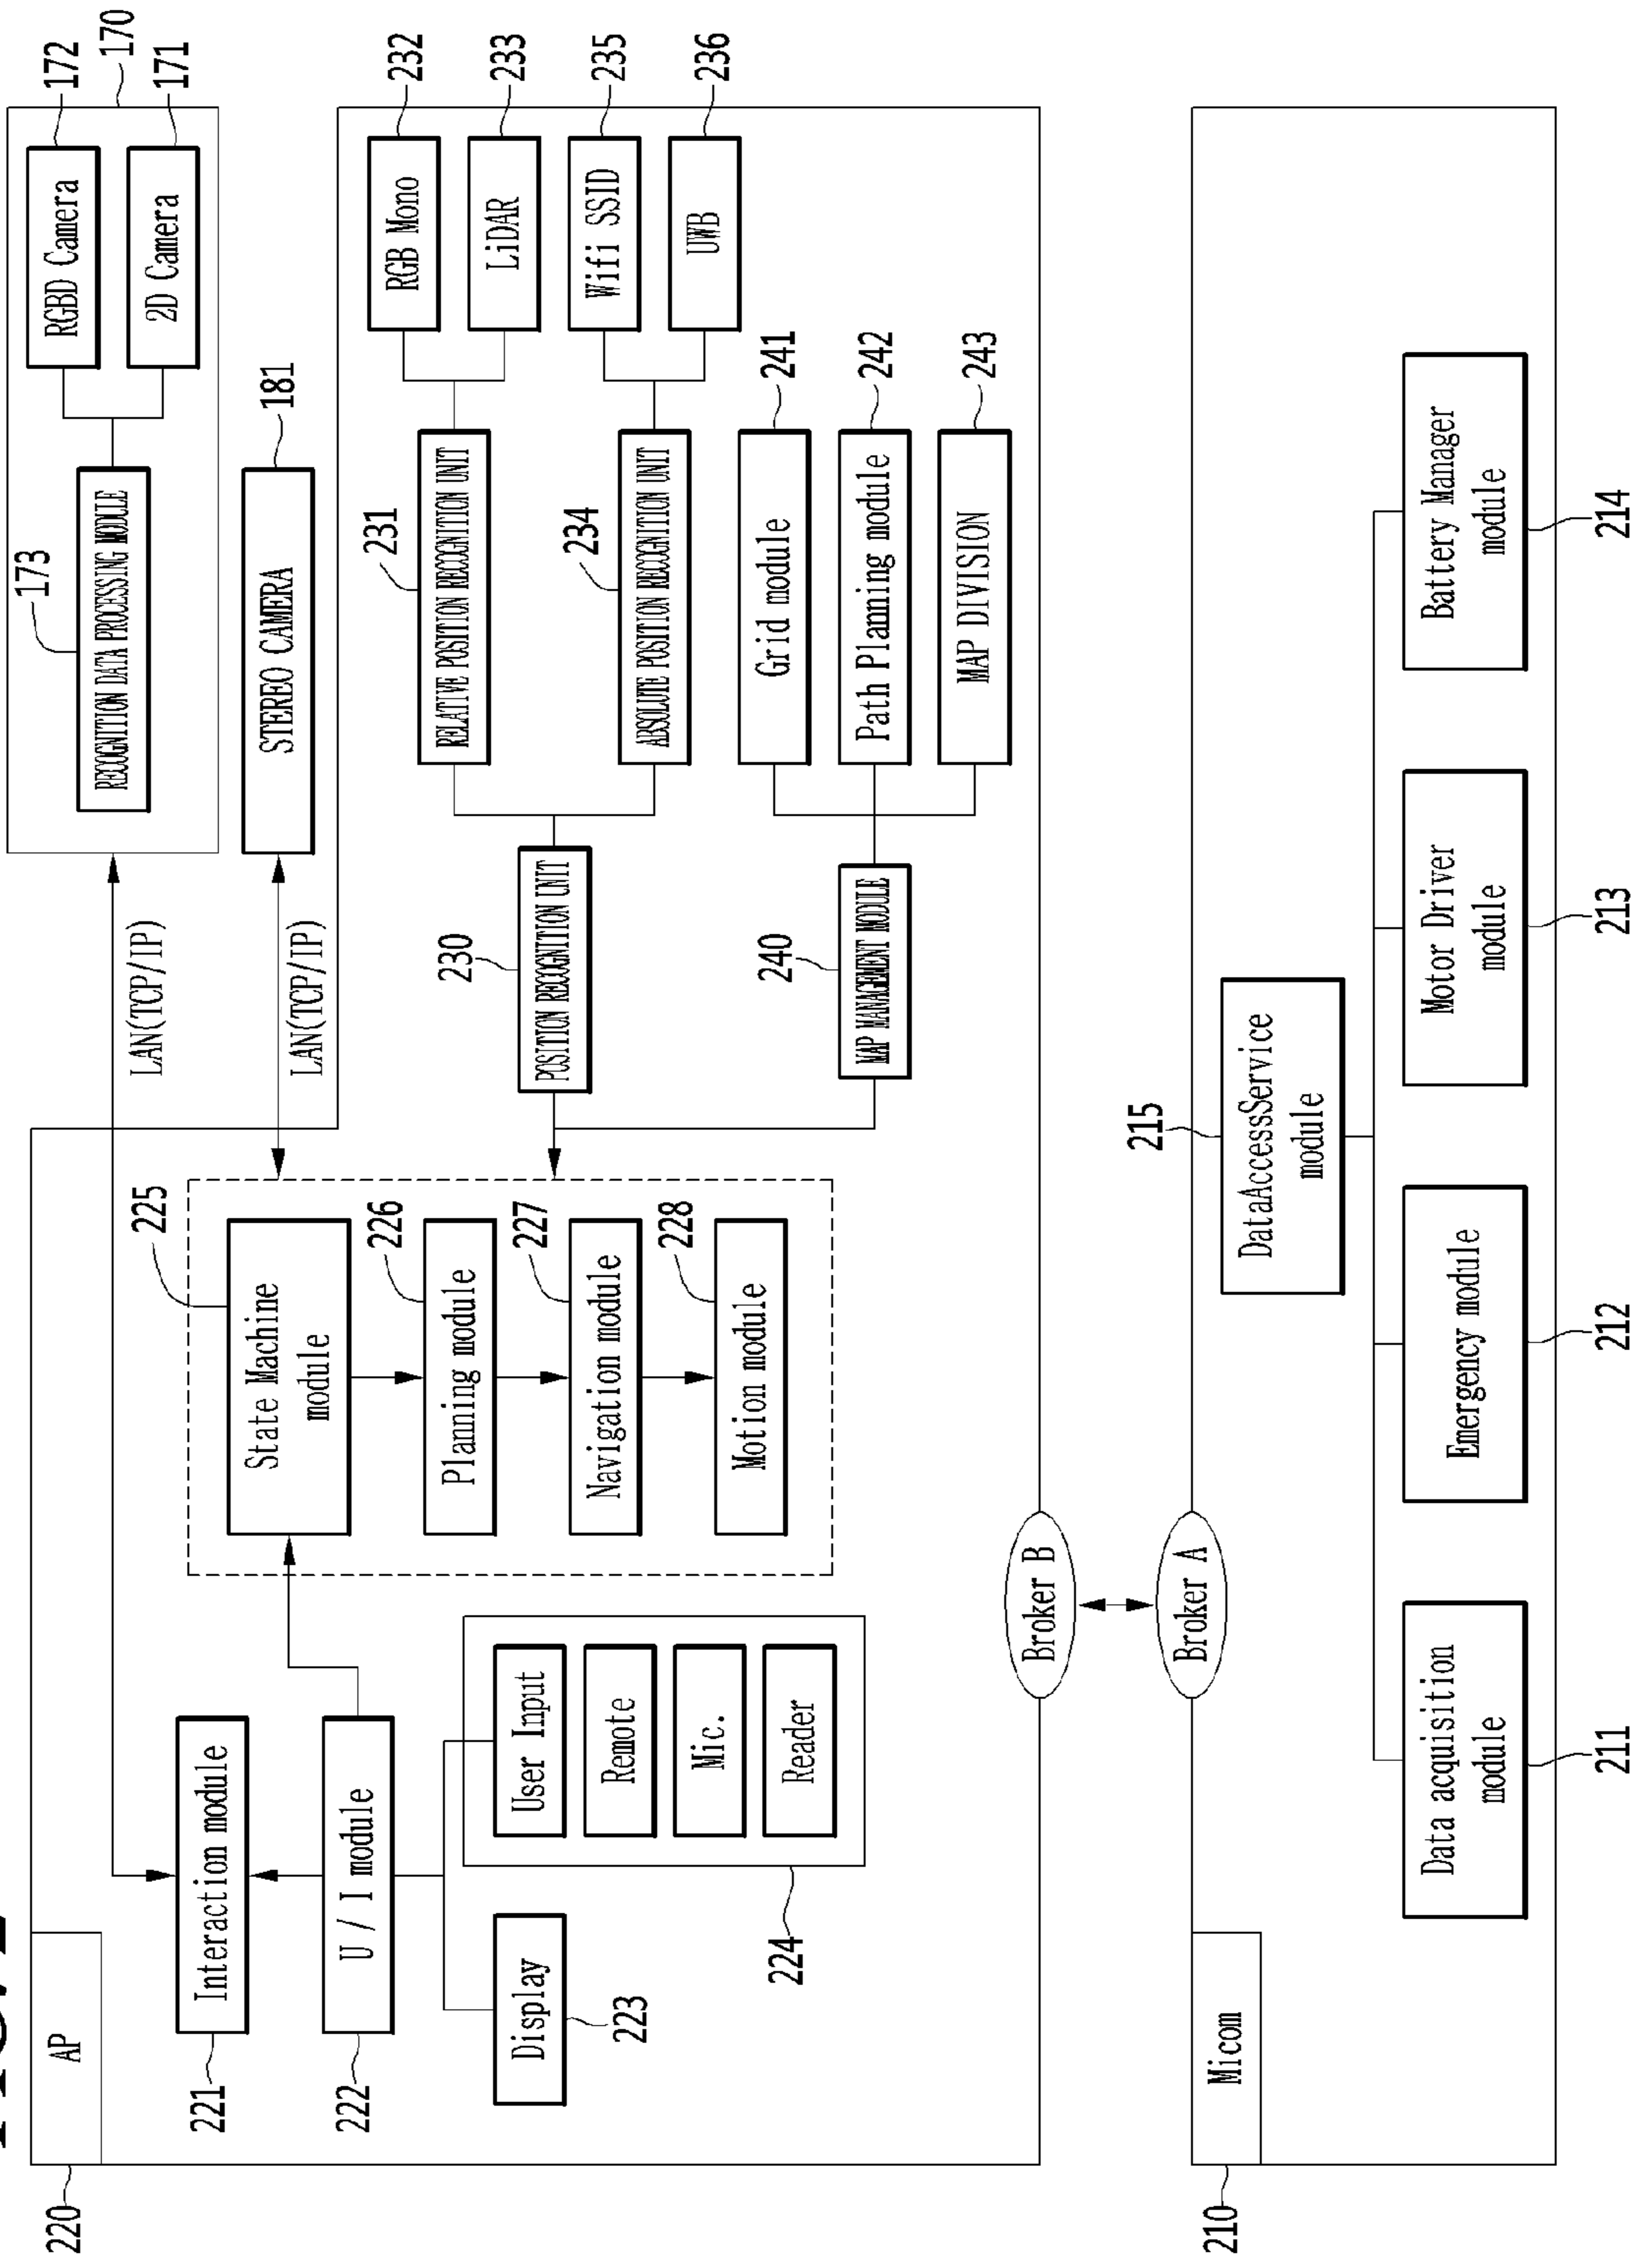 220
AP
221
Interaction module
222
U / I module
Display
223
User Input
Remote
Mic.
Reader
224
225
State Machine
module
226
Planning module
227
Navigation module
228
Motion module
LAN(TCP/IP)
LAN(TCP/IP)
170
173
RECOGNITION DATA PROCESSING MODULE
RGBD Camera
172
2D Camera
171
STEREO CAMERA
181
230
POSITION RECOGNITION UNIT
231
RELATIVE POSITION RECOGNITION UNIT
RGB Mono
232
LiDAR
233
234
ABSOLUTE POSITION RECOGNITION UNIT
Wifi SSID
235
UWB
236
240
MAP MANAGEMENT MODULE
Grid module
241
Path Planning module
242
MAP DIVISION
243
Broker B
Broker A
210
Micom
215
DataAccessService
module
Data acquisition
module
211
Emergency module
212
Motor Driver
module
213
Battery Manager
module
214